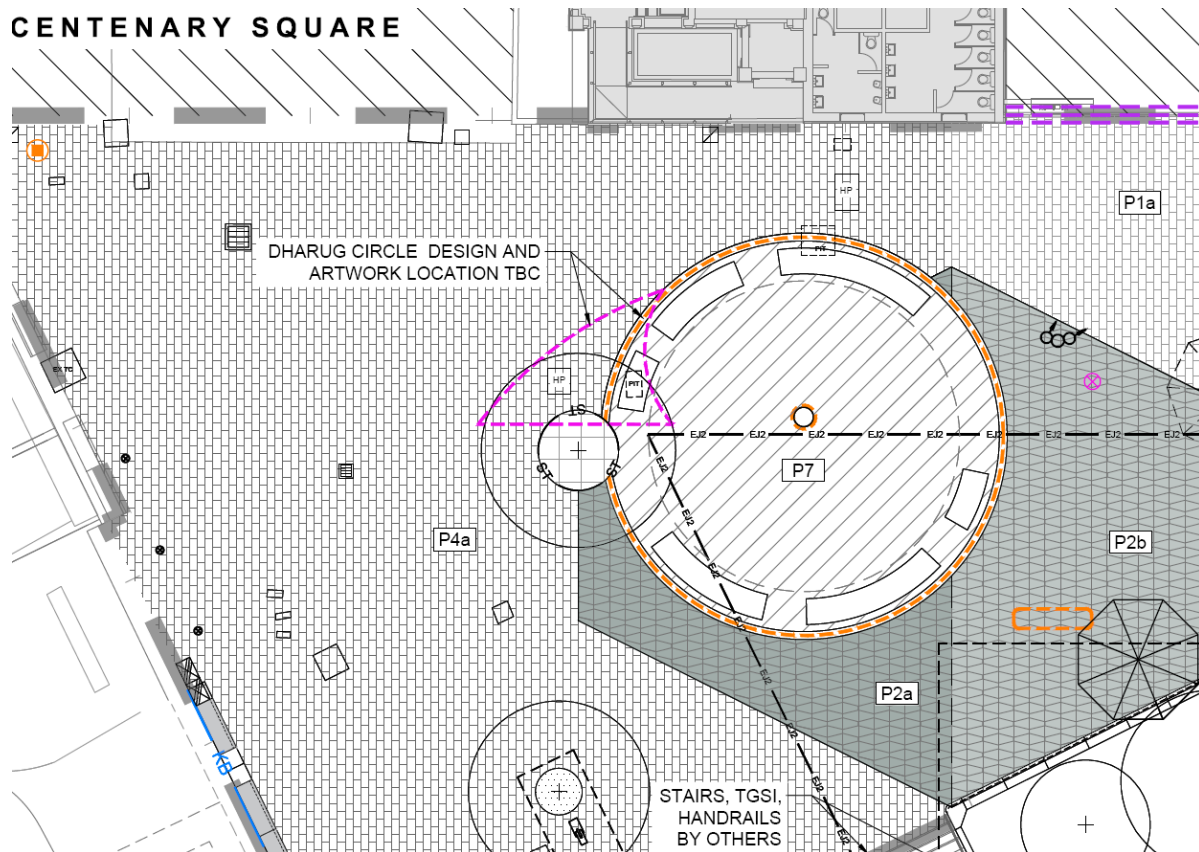 CENTENARY SQUARE
P1a
HP
DHARUG CIRCLE DESIGN AND
ARTWORK LOCATION TBC
PIT
EX TC
HP
PIT
ST
ST
ST
EJ2 EJ2 EJ2 EJ2 EJ2 EJ2 EJ2 EJ2
EJ2
P7
EJ2
P4a
P2b
EJ2
EJ2
EJ2
P2a
EJ2
KB
STAIRS, TGSI,
HANDRAILS
BY OTHERS
EJ2
EJ2